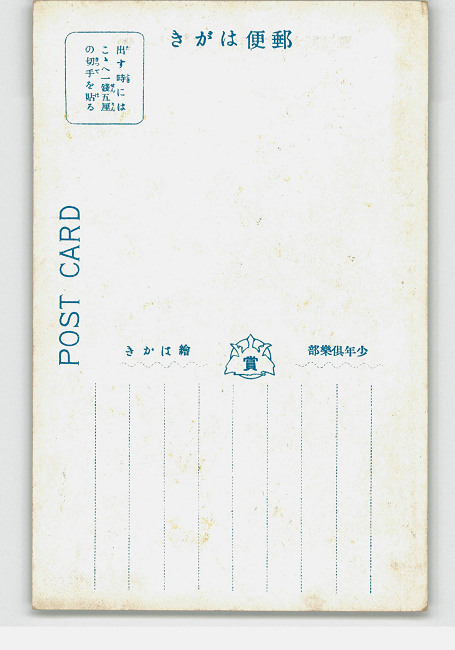 きがは便郵
出す時には
こゝへ一錢五厘
の切手を貼る
POST CARD
部樂俱年少
賞
きかは繪